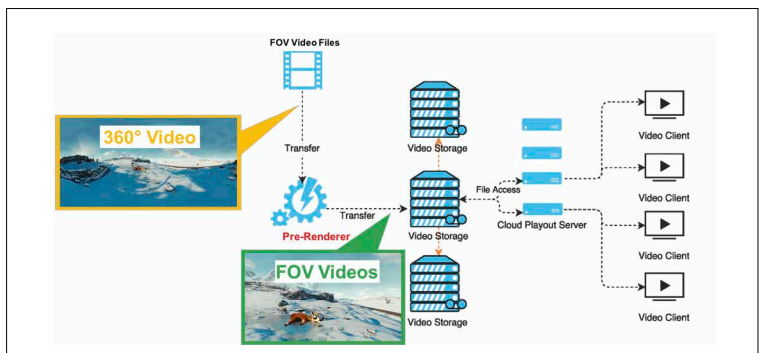 FOV Video Files
360° Video
Transfer
Pre-Renderer
Transfer
FOV Videos
Video Storage
Video Storage
Video Storage
File Access
Cloud Playout Server
Video Client
Video Client
Video Client
Video Client